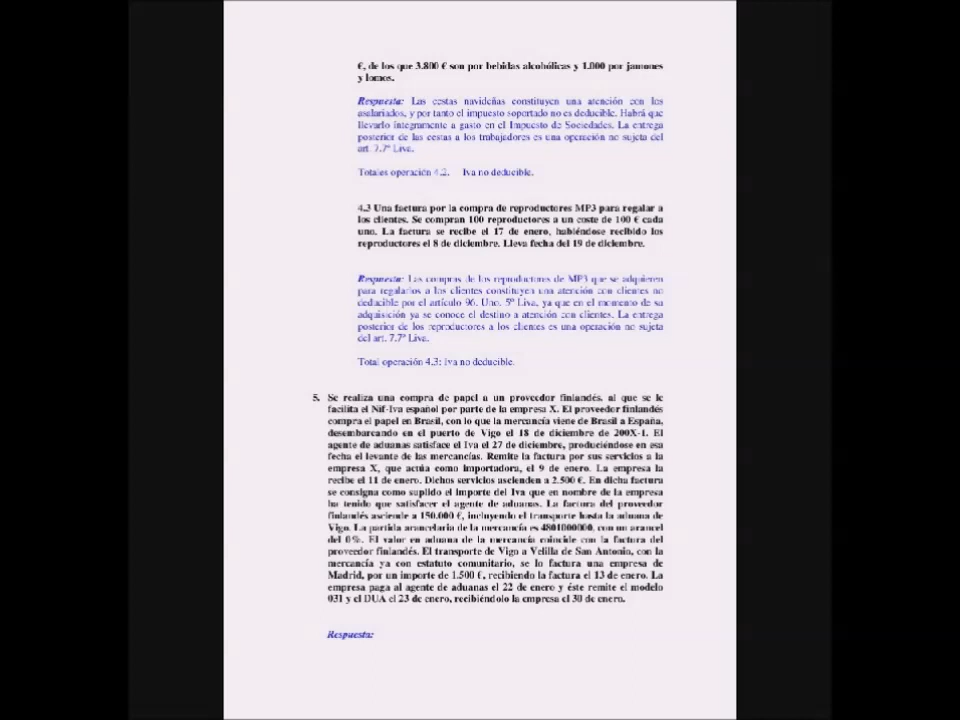 €, de los que 3.800 € son por bebidas alcohólicas y 1.000 por jamones
y lomos.
Respuesta: Las cestas navideñas constituyen una atención con los
asalariados, y por tanto el impuesto soportado no es deducible. Habrá que
llevarlo íntegramente a gasto en el Impuesto de Sociedades. La entrega
posterior de las cestas a los trabajadores es una operación no sujeta del
art. 7.7º Liva.
Totales operación 4.2. Iva no deducible.
4.3 Una factura por la compra de reproductores MP3 para regalar a
los clientes. Se compran 100 reproductores a un coste de 100 € cada
uno. La factura se recibe el 17 de enero, habiéndose recibido los
reproductores el 8 de diciembre. Lleva fecha del 19 de diciembre.
Respuesta: Las compras de los reproductores de MP3 que se adquieren
para regalarlos a los clientes constituyen una atención con clientes no
deducible por el artículo 96. Uno. 5º Liva, ya que en el momento de su
adquisición ya se conoce el destino a atención con clientes. La entrega
posterior de los reproductores a los clientes es una operación no sujeta
del art. 7.7º Liva.
Total operación 4.3: Iva no deducible.
5. Se realiza una compra de papel a un proveedor finlandés, al que se le
facilita el Nif-Iva español por parte de la empresa X. El proveedor finlandés
compra el papel en Brasil, con lo que la mercancía viene de Brasil a España,
desembarcando en el puerto de Vigo el 18 de diciembre de 200X-1. El
agente de aduanas satisface el Iva el 27 de diciembre, produciéndose en esa
fecha el levante de las mercancías. Remite la factura por sus servicios a la
empresa X, que actúa como importadora, el 9 de enero. La empresa la
recibe el 11 de enero. Dichos servicios ascienden a 2.500 €. En dicha factura
se consigna como suplido el importe del Iva que en nombre de la empresa
ha tenido que satisfacer el agente de aduanas. La factura del proveedor
finlandés asciende a 150.000 €, incluyendo el transporte hasta la aduana de
Vigo. La partida arancelaria de la mercancía es 4801000000, con un arancel
del 0%. El valor en aduana de la mercancía coincide con la factura del
proveedor finlandés. El transporte de Vigo a Velilla de San Antonio, con la
mercancía ya con estatuto comunitario, se lo factura una empresa de
Madrid, por un importe de 1.500 €, recibiendo la factura el 13 de enero. La
empresa paga al agente de aduanas el 22 de enero y éste remite el modelo
031 y el DUA el 23 de enero, recibiéndolo la empresa el 30 de enero.
Respuesta: